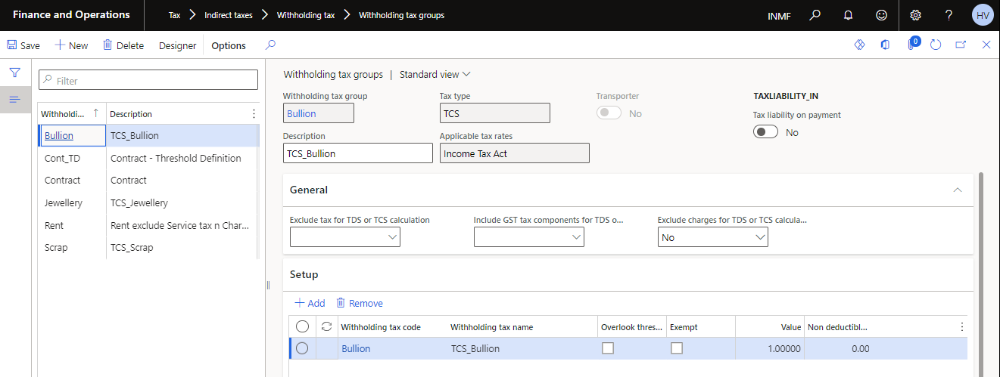 Finance and Operations
Tax > Indirect taxes > Withholding tax > Withholding tax groups
INMF
?
HV
Save
New
Delete
Designer
Options
0
Filter
Withholdi... ↑ Description
Bullion TCS_Bullion
Cont_TD Contract - Threshold Definition
Contract Contract
Jewellery TCS_Jewellery
Rent Rent exclude Service tax n Char...
Scrap TCS_Scrap
Withholding tax groups | Standard view
Withholding tax group
Bullion
Tax type
TCS
Transporter
No
TAXLIABILITY_IN
Tax liability on payment
No
Description
TCS_Bullion
Applicable tax rates
Income Tax Act
General
Exclude tax for TDS or TCS calculation
Include GST tax components for TDS o...
Exclude charges for TDS or TCS calcula...
No
Setup
Add
Remove
Withholding tax code Withholding tax name Overlook thres... Exempt Value Non deductibl...
Bullion TCS_Bullion 1.00000 0.00